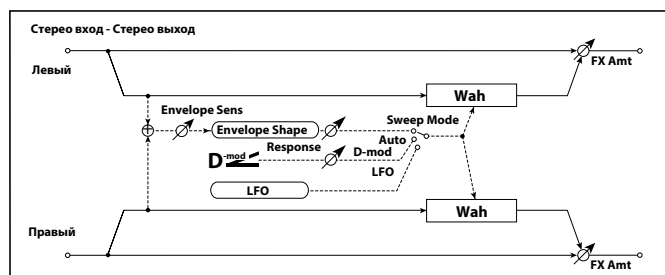 Стерео вход - Стерео выход
FX Amt
Левый
Wah
Envelope Sens
Sweep Mode
Envelope Shape
Auto
Response
D-mod
D-mod
LFO
LFO
Wah
Правый
FX Amt